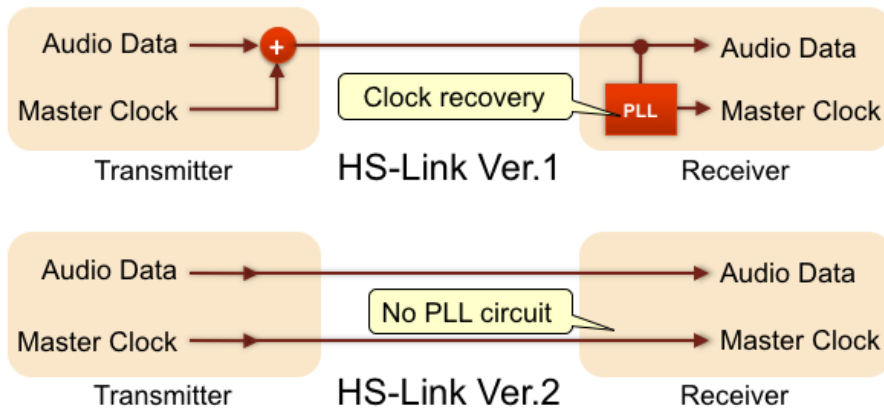 Audio Data
+
Audio Data
Master Clock
Clock recovery
PLL
Master Clock
Transmitter
HS-Link Ver.1
Receiver
Audio Data
Audio Data
No PLL circuit
Master Clock
Master Clock
Transmitter
HS-Link Ver.2
Receiver